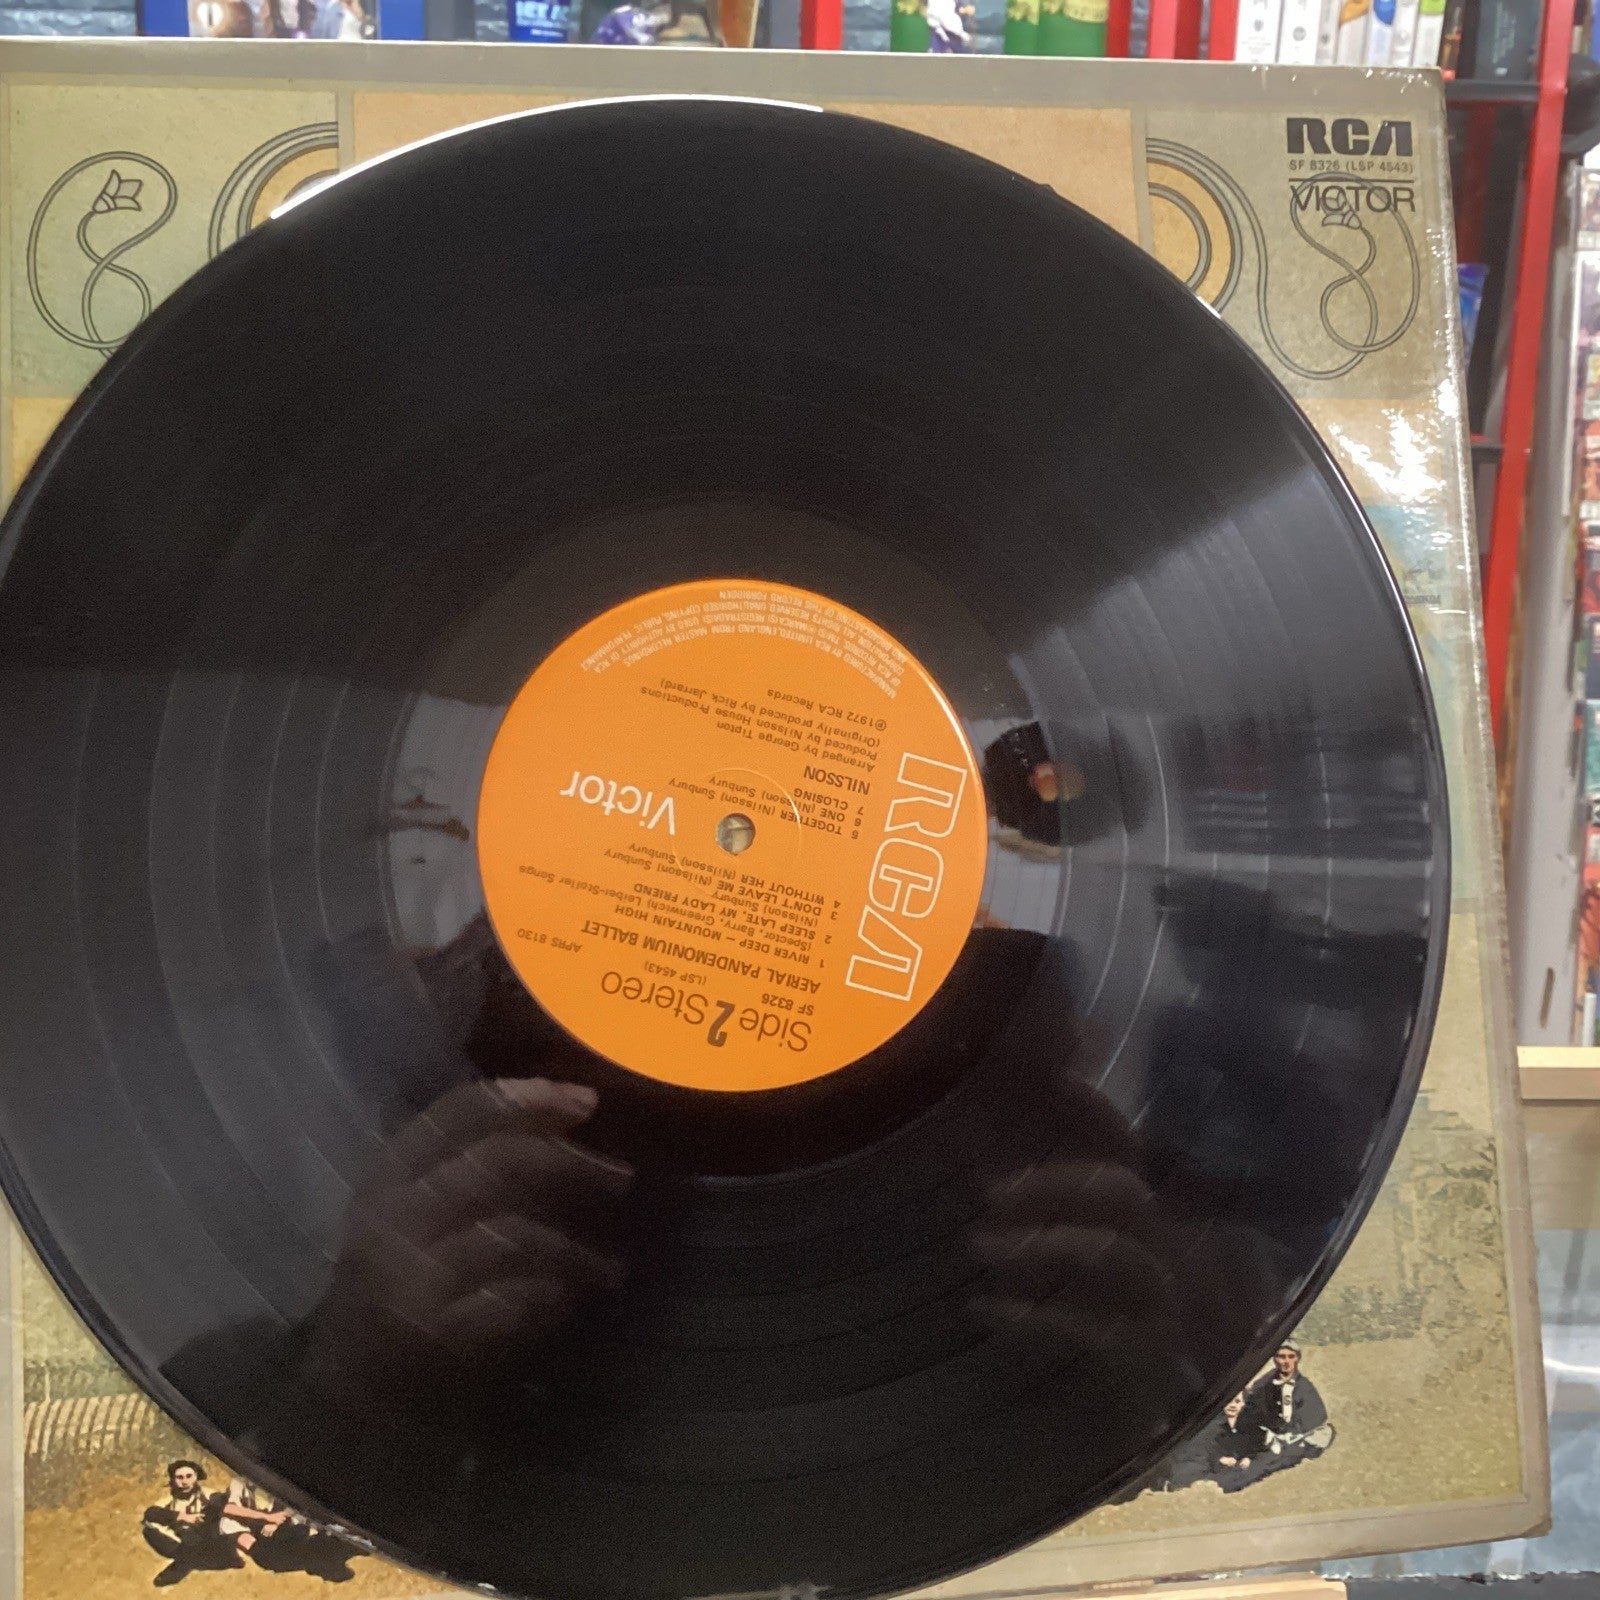 RCA
SF 8326 (LSP 4543)
VICTOR
Side 2 Stereo
SF 8326
(LSP 4543)
APRS 8130
AERIAL PANDEMONIUM BALLET
1 RIVER DEEP – MOUNTAIN HIGH
(Spector, Barry, Greenwich) Leiber-Stoller Songs
2 SLEEP LATE, MY LADY FRIEND
(Nilsson) Sunbury
3 DON'T LEAVE ME (Nilsson) Sunbury
4 WITHOUT HER (Nilsson) Sunbury
5 TOGETHER (Nilsson) Sunbury
6 ONE (Nilsson) Sunbury
7 CLOSING
NILSSON
Arranged by George Tipton
Produced by Nilsson House Productions
(Originally produced by Rick Jarrard)
℗1972 RCA Records
RCA
Victor